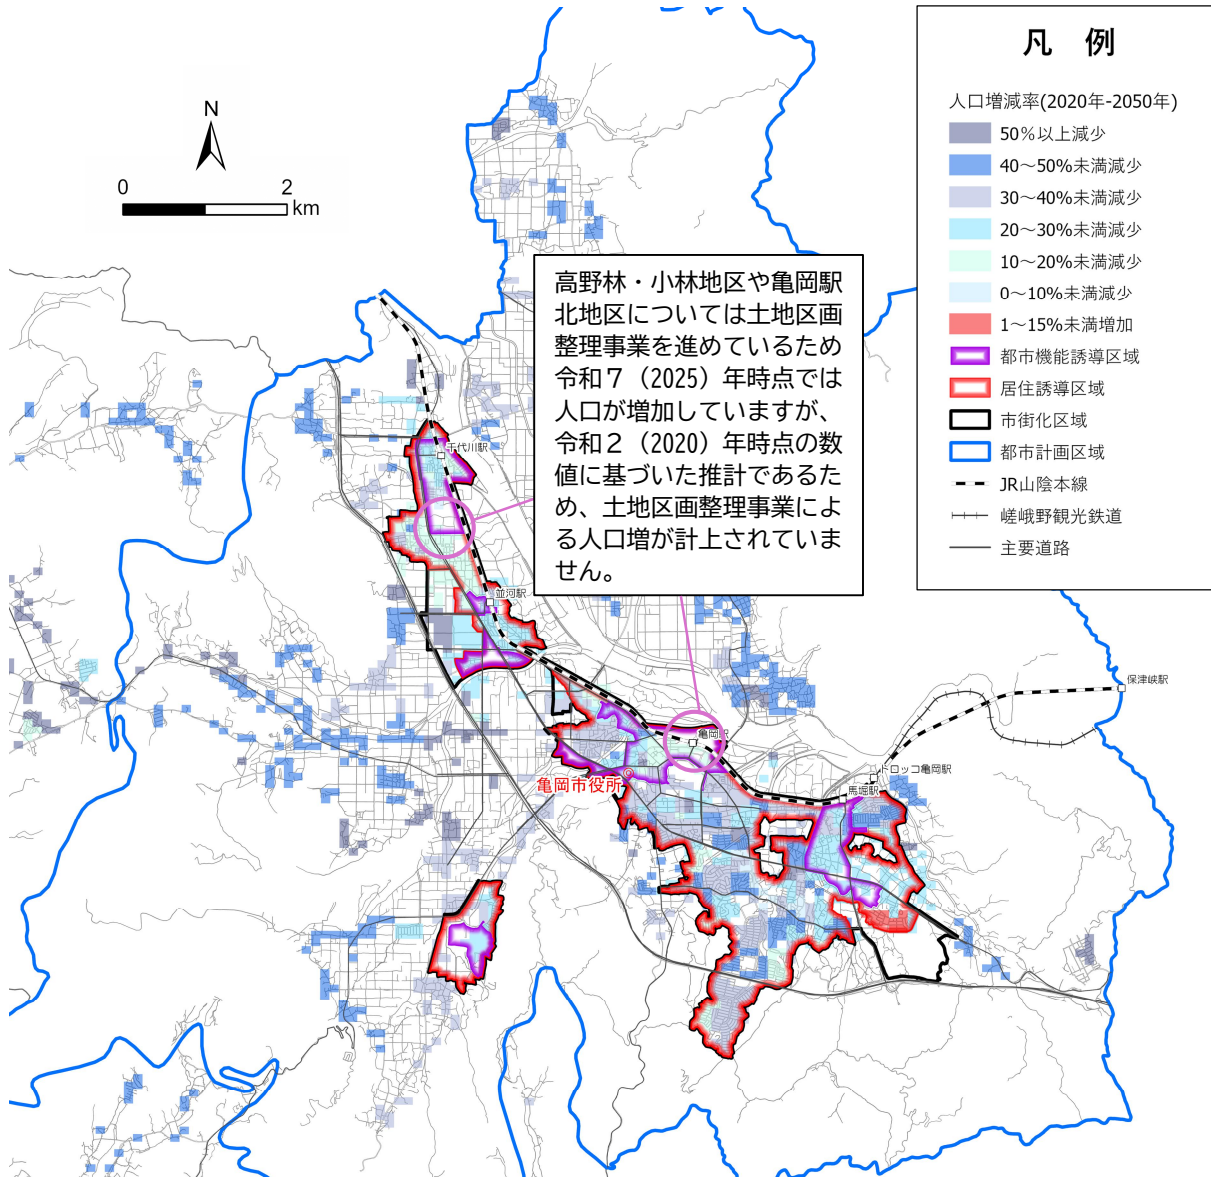 凡 例
人口増減率(2020年-2050年)
50%以上減少
40～50%未満減少
30～40%未満減少
20～30%未満減少
10～20%未満減少
0～10%未満減少
1～15%未満増加
都市機能誘導区域
居住誘導区域
市街化区域
都市計画区域
JR山陰本線
嵯峨野観光鉄道
主要道路
N
0 2
km
高野林・小林地区や亀岡駅
北地区については土地区画
整理事業を進めているため
令和７（2025）年時点では
人口が増加していますが、
令和２（2020）年時点の数
値に基づいた推計であるた
め、土地区画整理事業によ
る人口増が計上されていま
せん。
千代川駅
並河駅
保津峡駅
亀岡駅
トロッコ亀岡駅
亀岡市役所
馬堀駅